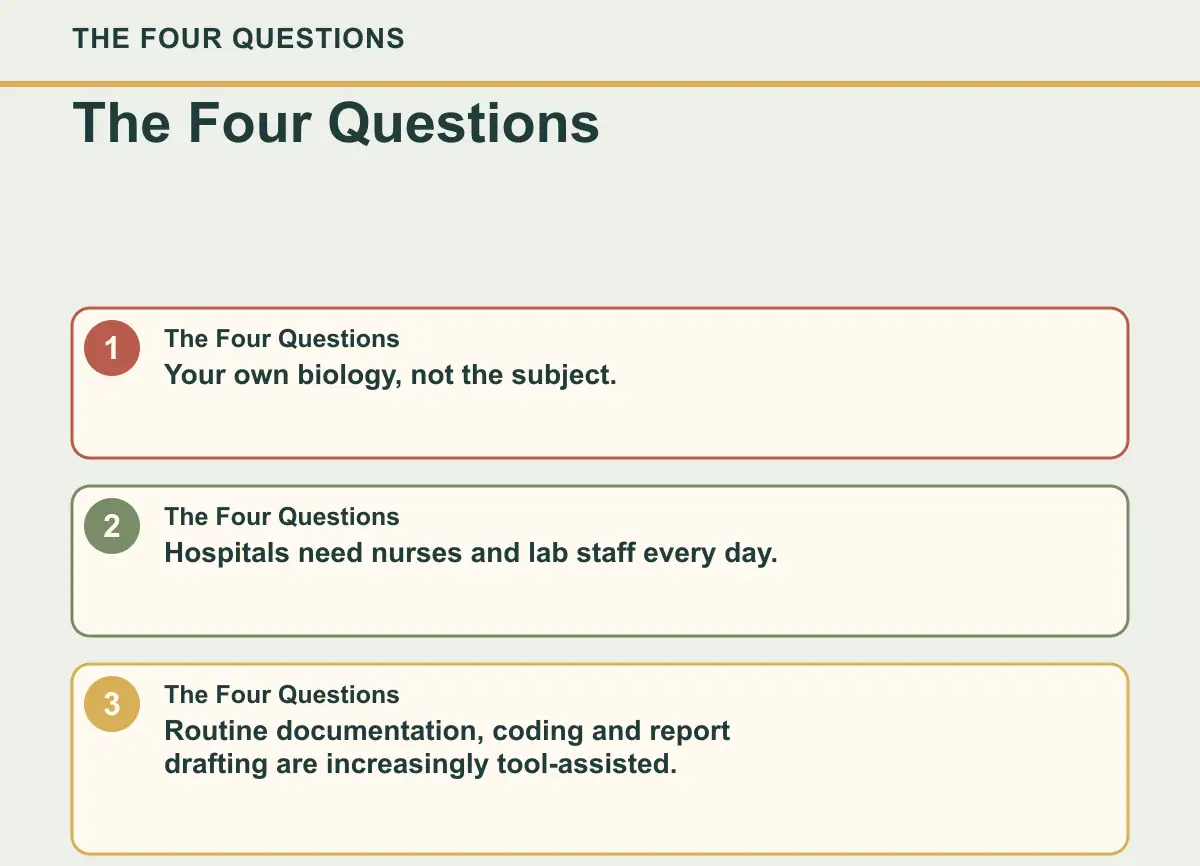 THE FOUR QUESTIONS
The Four Questions
1
The Four Questions
Your own biology, not the subject.
2
The Four Questions
Hospitals need nurses and lab staff every day.
3
The Four Questions
Routine documentation, coding and report
drafting are increasingly tool-assisted.